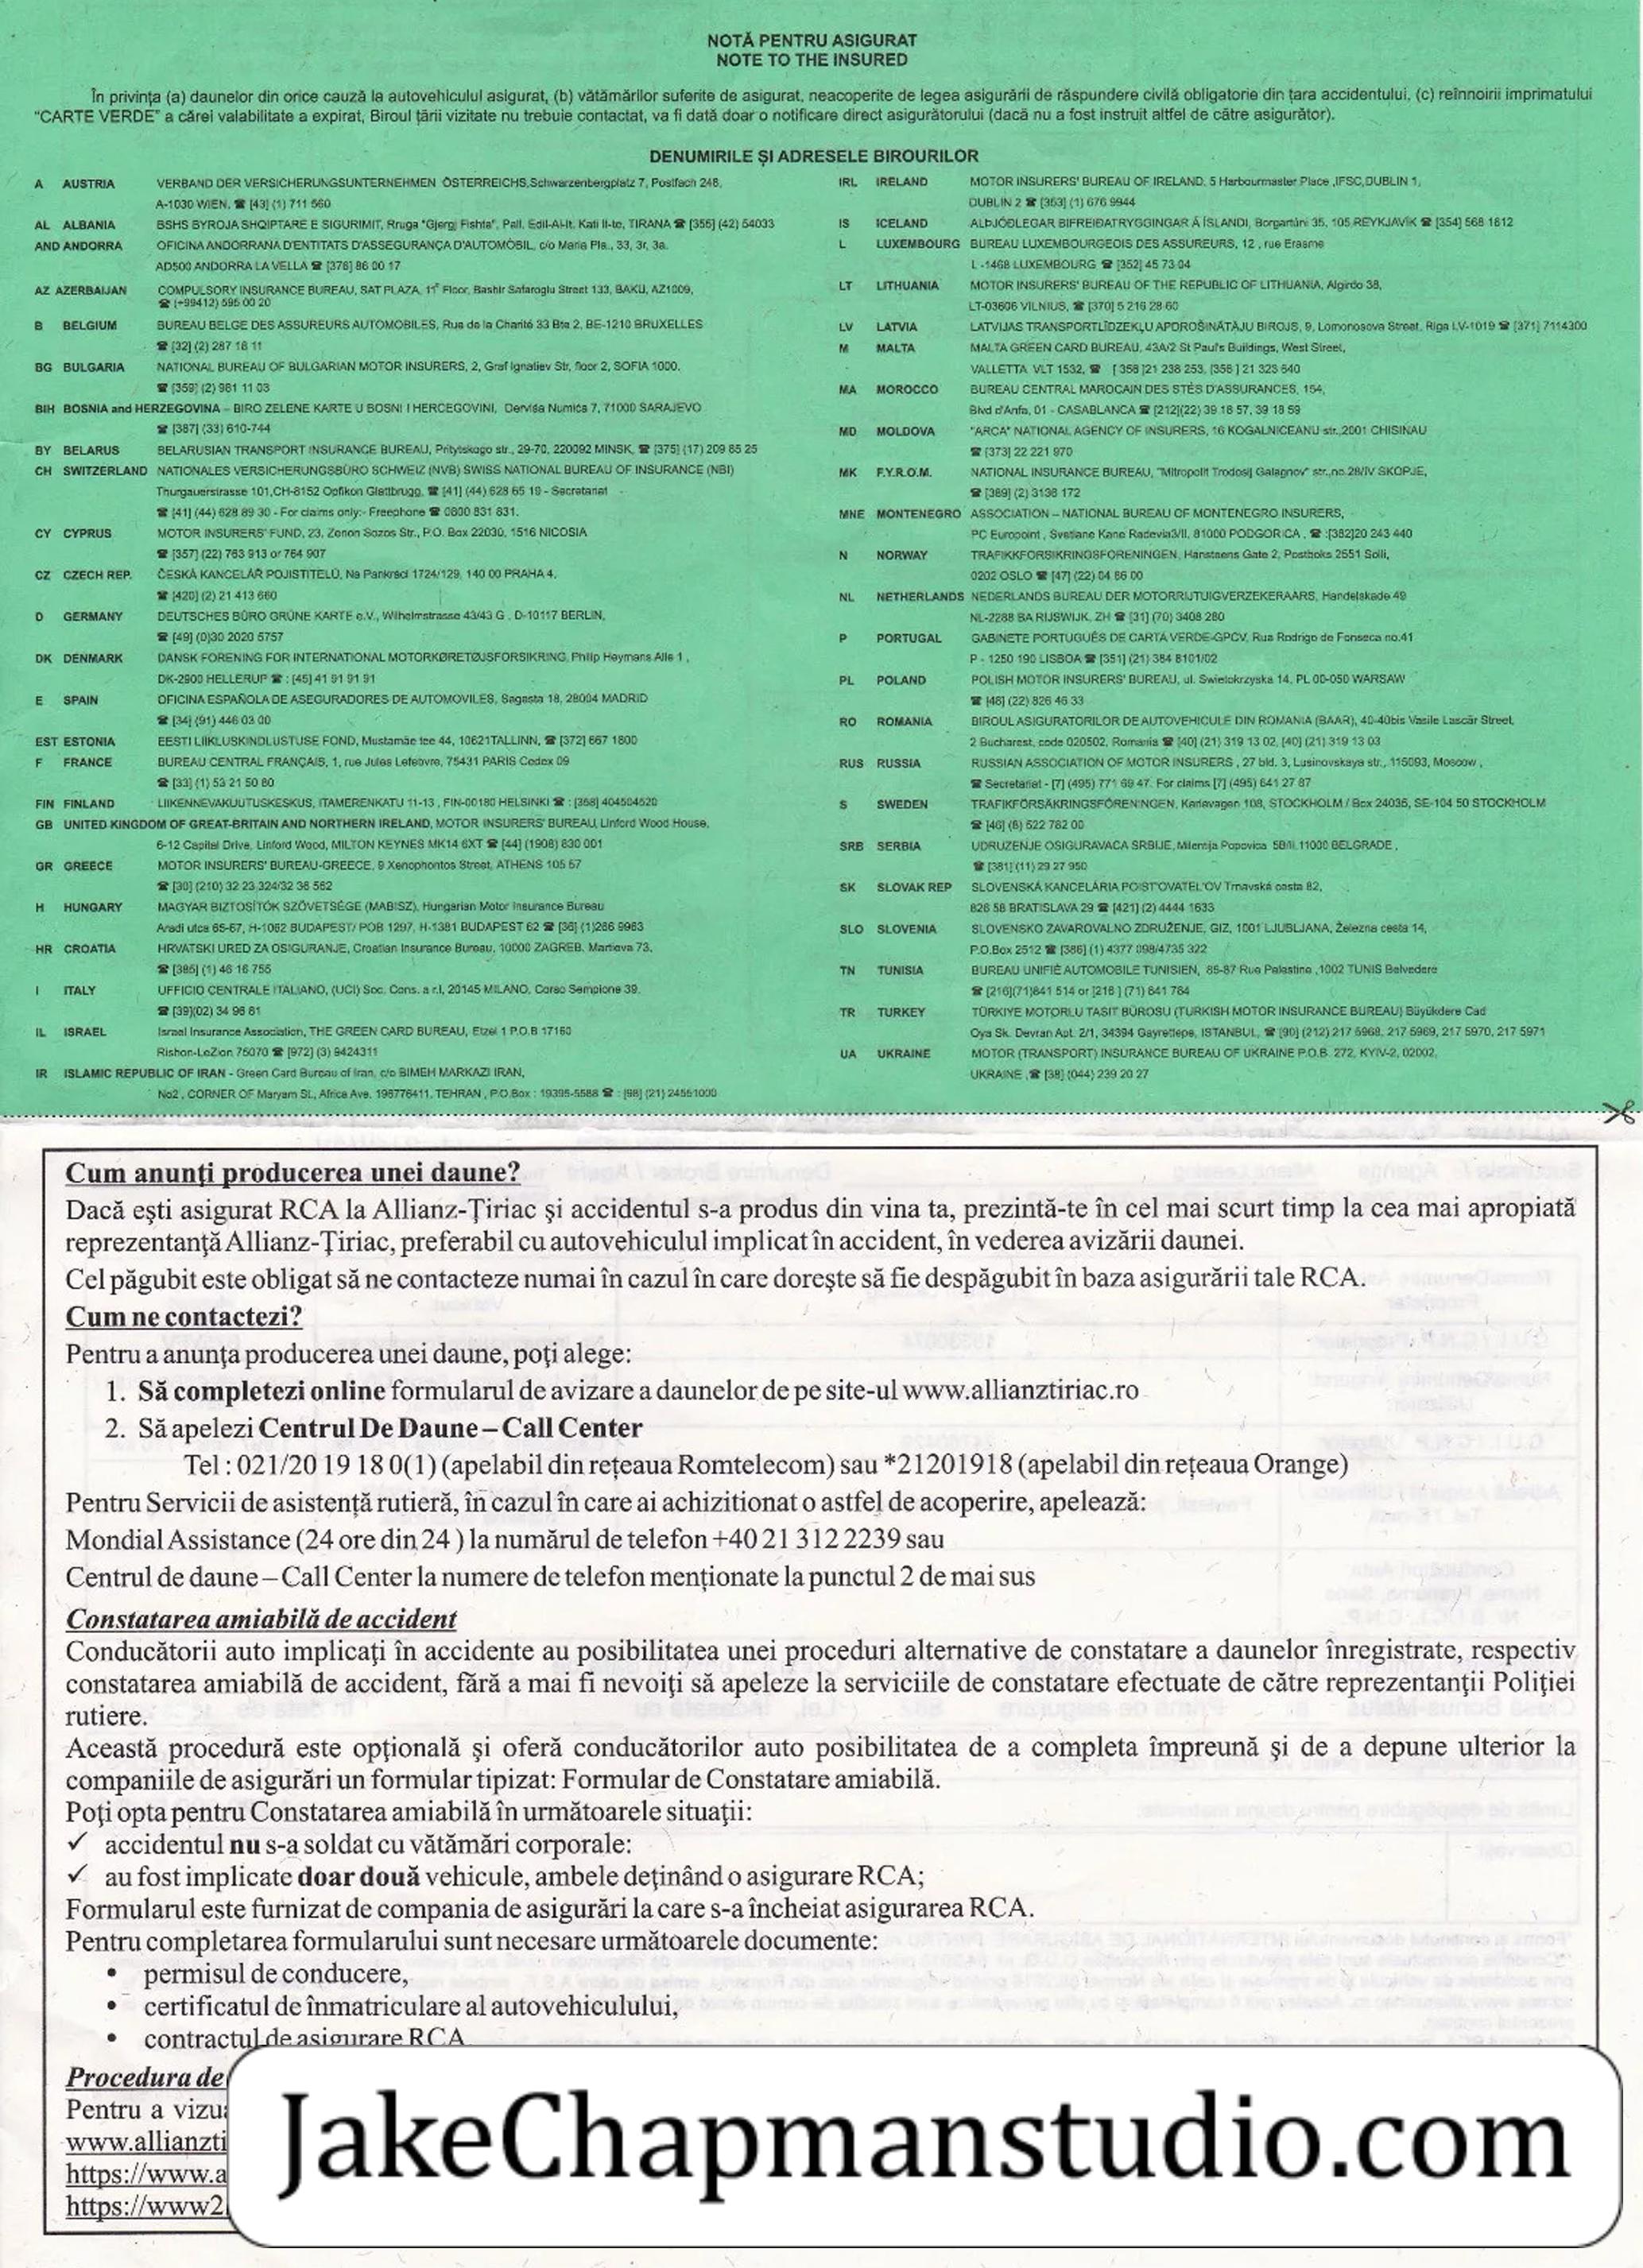 NOTĂ PENTRU ASIGURAT
NOTE TO THE INSURED
În privința (a) daunelor din orice cauză la autovehiculul asigurat, (b) vătămărilor suferite de asigurat, neacoperite de legea asigurării de răspundere civilă obligatorie din țara accidentului, (c) reînnoirii imprimatului
"CARTE VERDE" a cărei valabilitate a expirat, Biroul țării vizitate nu trebuie contactat, va fi dată doar o notificare direct asigurătorului (dacă nu a fost instruit altfel de către asigurător).
DENUMIRILE ȘI ADRESELE BIROURILOR
A AUSTRIA VERBAND DER VERSICHERUNGSUNTERNEHMEN ÖSTERREICHS,Schwarzenbergplatz 7, Postfach 248,
A-1030 WIEN, ☎ [43] (1) 711 560
AL ALBANIA BSHS BYROJA SHQIPTARE E SIGURIMIT, Rruga "Gjergj Fishta", Pall. Edil-Al-It. Kati II-te, TIRANA ☎ [355] (42) 54033
AND ANDORRA OFICINA ANDORRANA D'ENTITATS D'ASSEGURANÇA D'AUTOMÒBIL, c/o Maria Pla., 33, 3r, 3a.
AD500 ANDORRA LA VELLA ☎ [376] 86 00 17
AZ AZERBAIJAN COMPULSORY INSURANCE BUREAU, SAT PLAZA, 11 Floor, Bashir Safaroglu Street 133, BAKU, AZ1009,
☎ (+99412) 595 00 20
B BELGIUM BUREAU BELGE DES ASSUREURS AUTOMOBILES, Rue de la Charité 33 Bte 2, BE-1210 BRUXELLES
☎ [32] (2) 287 18 11
BG BULGARIA NATIONAL BUREAU OF BULGARIAN MOTOR INSURERS, 2, Graf Ignatiev Str, floor 2, SOFIA 1000,
☎ [359] (2) 981 11 03
BIH BOSNIA and HERZEGOVINA – BIRO ZELENE KARTE U BOSNI I HERCEGOVINI, Derviša Numića 7, 71000 SARAJEVO
☎ [387] (33) 610-744
BY BELARUS BELARUSIAN TRANSPORT INSURANCE BUREAU, Pritytskogo str., 29-70, 220092 MINSK, ☎ [375] (17) 209 85 25
CH SWITZERLAND NATIONALES VERSICHERUNGSBÜRO SCHWEIZ (NVB) SWISS NATIONAL BUREAU OF INSURANCE (NBI)
Thurgauerstrasse 101,CH-8152 Opfikon Glattbrugg, ☎ [41] (44) 628 65 19 - Secretariat
☎ [41] (44) 628 89 30 - For claims only:- Freephone ☎ 0800 831 831.
CY CYPRUS MOTOR INSURERS' FUND, 23, Zenon Sozos Str., P.O. Box 22030, 1516 NICOSIA
☎ [357] (22) 763 913 or 764 907
CZ CZECH REP. ČESKÁ KANCELÁŘ POJISTITELŮ, Na Pankráci 1724/129, 140 00 PRAHA 4,
☎ [420] (2) 21 413 660
D GERMANY DEUTSCHES BÜRO GRÜNE KARTE e.V., Wilhelmstrasse 43/43 G , D-10117 BERLIN,
☎ [49] (0)30 2020 5757
DK DENMARK DANSK FORENING FOR INTERNATIONAL MOTORKØRETØJSFORSIKRING, Philip Heymans Alle 1 ,
DK-2900 HELLERUP ☎ : [45] 41 91 91 91
E SPAIN OFICINA ESPAÑOLA DE ASEGURADORES DE AUTOMOVILES, Sagasta 18, 28004 MADRID
☎ [34] (91) 446 03 00
EST ESTONIA EESTI LIIKLUSKINDLUSTUSE FOND, Mustamäe tee 44, 10621TALLINN, ☎ [372] 667 1800
F FRANCE BUREAU CENTRAL FRANÇAIS, 1, rue Jules Lefebvre, 75431 PARIS Cedex 09
☎ [33] (1) 53 21 50 80
FIN FINLAND LIIKENNEVAKUUTUSKESKUS, ITAMERENKATU 11-13 , FIN-00180 HELSINKI ☎ : [358] 404504520
GB UNITED KINGDOM OF GREAT-BRITAIN AND NORTHERN IRELAND, MOTOR INSURERS' BUREAU, Linford Wood House,
6-12 Capital Drive, Linford Wood, MILTON KEYNES MK14 6XT ☎ [44] (1908) 830 001
GR GREECE MOTOR INSURERS' BUREAU-GREECE, 9 Xenophontos Street, ATHENS 105 57
☎ [30] (210) 32 23 324/32 36 562
H HUNGARY MAGYAR BIZTOSÍTÓK SZÖVETSÉGE (MABISZ), Hungarian Motor Insurance Bureau
Aradi utca 65-67, H-1062 BUDAPEST/ POB 1297, H-1381 BUDAPEST 62 ☎ [36] (1)266 9963
HR CROATIA HRVATSKI URED ZA OSIGURANJE, Croatian Insurance Bureau, 10000 ZAGREB, Martićeva 73,
☎ [385] (1) 46 16 755
I ITALY UFFICIO CENTRALE ITALIANO, (UCI) Soc. Cons. a r.l, 20145 MILANO, Corso Sempione 39.
☎ [39](02) 34 96 81
IL ISRAEL Israel Insurance Association, THE GREEN CARD BUREAU, Etzel 1 P.O.B 17160
Rishon-LeZion 75070 ☎ [972] (3) 9424311
IR ISLAMIC REPUBLIC OF IRAN - Green Card Bureau of Iran, c/o BIMEH MARKAZI IRAN,
No2 , CORNER OF Maryam St., Africa Ave. 196776411, TEHRAN , P.O.Box : 19395-5588 ☎ : [98] (21) 24551000
IRL IRELAND MOTOR INSURERS' BUREAU OF IRELAND, 5 Harbourmaster Place ,IFSC,DUBLIN 1,
DUBLIN 2 ☎ [353] (1) 676 9944
IS ICELAND ALÞJÓÐLEGAR BIFREIÐATRYGGINGAR Á ÍSLANDI, Borgartúni 35, 105 REYKJAVÍK ☎ [354] 568 1612
L LUXEMBOURG BUREAU LUXEMBOURGEOIS DES ASSUREURS, 12 , rue Erasme
L -1468 LUXEMBOURG ☎ [352] 45 73 04
LT LITHUANIA MOTOR INSURERS' BUREAU OF THE REPUBLIC OF LITHUANIA, Algirdo 38,
LT-03606 VILNIUS, ☎ [370] 5 216 28 60
LV LATVIA LATVIJAS TRANSPORTLĪDZEKĻU APDROŠINĀTĀJU BIROJS, 9, Lomonosova Street, Riga LV-1019 ☎ [371] 7114300
M MALTA MALTA GREEN CARD BUREAU, 43A/2 St Paul's Buildings, West Street,
VALLETTA VLT 1532, ☎ [ 356 ]21 238 253, [356 ] 21 323 640
MA MOROCCO BUREAU CENTRAL MAROCAIN DES STÉS D'ASSURANCES, 154,
Blvd d'Anfa, 01 - CASABLANCA ☎ [212](22) 39 18 57, 39 18 59
MD MOLDOVA "ARCA" NATIONAL AGENCY OF INSURERS, 16 KOGALNICEANU str.,2001 CHISINAU
☎ [373] 22 221 970
MK F.Y.R.O.M. NATIONAL INSURANCE BUREAU, "Mitropolit Trodosij Galagnov" str.,no.28/IV SKOPJE,
☎ [389] (2) 3136 172
MNE MONTENEGRO ASSOCIATION – NATIONAL BUREAU OF MONTENEGRO INSURERS,
PC Europoint , Svetlane Kane Radevia3/II, 81000 PODGORICA , ☎ :[382]20 243 440
N NORWAY TRAFIKKFORSIKRINGSFORENINGEN, Hansteens Gate 2, Postboks 2551 Solli,
0202 OSLO ☎ [47] (22) 04 86 00
NL NETHERLANDS NEDERLANDS BUREAU DER MOTORRIJTUIGVERZEKERAARS, Handelskade 49
NL-2288 BA RIJSWIJK, ZH ☎ [31] (70) 3408 280
P PORTUGAL GABINETE PORTUGUÊS DE CARTA VERDE-GPCV, Rua Rodrigo de Fonseca no.41
P - 1250 190 LISBOA ☎ [351] (21) 384 8101/02
PL POLAND POLISH MOTOR INSURERS' BUREAU, ul. Swietokrzyska 14, PL 00-050 WARSAW
☎ [48] (22) 826 46 33
RO ROMANIA BIROUL ASIGURATORILOR DE AUTOVEHICULE DIN ROMANIA (BAAR), 40-40bis Vasile Lascăr Street,
2 Bucharest, code 020502, Romania ☎ [40] (21) 319 13 02, [40] (21) 319 13 03
RUS RUSSIA RUSSIAN ASSOCIATION OF MOTOR INSURERS , 27 bld. 3, Lusinovskaya str., 115093, Moscow ,
☎ Secretariat - [7] (495) 771 69 47. For claims [7] (495) 641 27 87
S SWEDEN TRAFIKFÖRSÄKRINGSFÖRENINGEN, Karlavagen 108, STOCKHOLM / Box 24035, SE-104 50 STOCKHOLM
☎ [46] (8) 522 782 00
SRB SERBIA UDRUZENJE OSIGURAVACA SRBIJE, Milentija Popovica 5B/II,11000 BELGRADE ,
☎ [381] (11) 29 27 950
SK SLOVAK REP SLOVENSKÁ KANCELÁRIA POISŤOVATEĽOV Trnavská cesta 82,
826 58 BRATISLAVA 29 ☎ [421] (2) 4444 1633
SLO SLOVENIA SLOVENSKO ZAVAROVALNO ZDRUŽENJE, GIZ, 1001 LJUBLJANA, Železna cesta 14,
P.O.Box 2512 ☎ [386] (1) 4377 098/4735 322
TN TUNISIA BUREAU UNIFIÉ AUTOMOBILE TUNISIEN, 85-87 Rue Palestine ,1002 TUNIS Belvedere
☎ [216](71)841 514 or [216 ] (71) 841 784
TR TURKEY TÜRKIYE MOTORLU TASIT BÜROSU (TURKISH MOTOR INSURANCE BUREAU) Büyükdere Cad
Oya Sk. Devran Apt. 2/1, 34394 Gayrettepe, ISTANBUL, ☎ [90] (212) 217 5968, 217 5969, 217 5970, 217 5971
UA UKRAINE MOTOR (TRANSPORT) INSURANCE BUREAU OF UKRAINE P.O.B. 272, KYIV-2, 02002,
UKRAINE ,☎ [38] (044) 239 20 27
Cum anunți producerea unei daune?
Dacă ești asigurat RCA la Allianz-Țiriac și accidentul s-a produs din vina ta, prezintă-te în cel mai scurt timp la cea mai apropiată
reprezentanță Allianz-Țiriac, preferabil cu autovehiculul implicat în accident, în vederea avizării daunei.
Cel păgubit este obligat să ne contacteze numai în cazul în care dorește să fie despăgubit în baza asigurării tale RCA.
Cum ne contactezi?
Pentru a anunța producerea unei daune, poți alege:
1. Să completezi online formularul de avizare a daunelor de pe site-ul www.allianztiriac.ro
2. Să apelezi Centrul De Daune – Call Center
Tel : 021/20 19 18 0(1) (apelabil din rețeaua Romtelecom) sau *21201918 (apelabil din rețeaua Orange)
Pentru Servicii de asistență rutieră, în cazul în care ai achizitionat o astfel de acoperire, apelează:
Mondial Assistance (24 ore din 24 ) la numărul de telefon +40 21 312 2239 sau
Centrul de daune – Call Center la numere de telefon menționate la punctul 2 de mai sus
Constatarea amiabilă de accident
Conducătorii auto implicați în accidente au posibilitatea unei proceduri alternative de constatare a daunelor înregistrate, respectiv
constatarea amiabilă de accident, fără a mai fi nevoiți să apeleze la serviciile de constatare efectuate de către reprezentanții Poliției
rutiere.
Această procedură este opțională și oferă conducătorilor auto posibilitatea de a completa împreună și de a depune ulterior la
companiile de asigurări un formular tipizat: Formular de Constatare amiabilă.
Poți opta pentru Constatarea amiabilă în următoarele situații:
✓ accidentul nu s-a soldat cu vătămări corporale:
✓ au fost implicate doar două vehicule, ambele deținând o asigurare RCA;
Formularul este furnizat de compania de asigurări la care s-a încheiat asigurarea RCA.
Pentru completarea formularului sunt necesare următoarele documente:
• permisul de conducere,
• certificatul de înmatriculare al autovehiculului,
• contractul de asigurare RCA
Procedura de
Pentru a vizu
www.allianzti
https://www.a
https://www2
JakeChapmanstudio.com